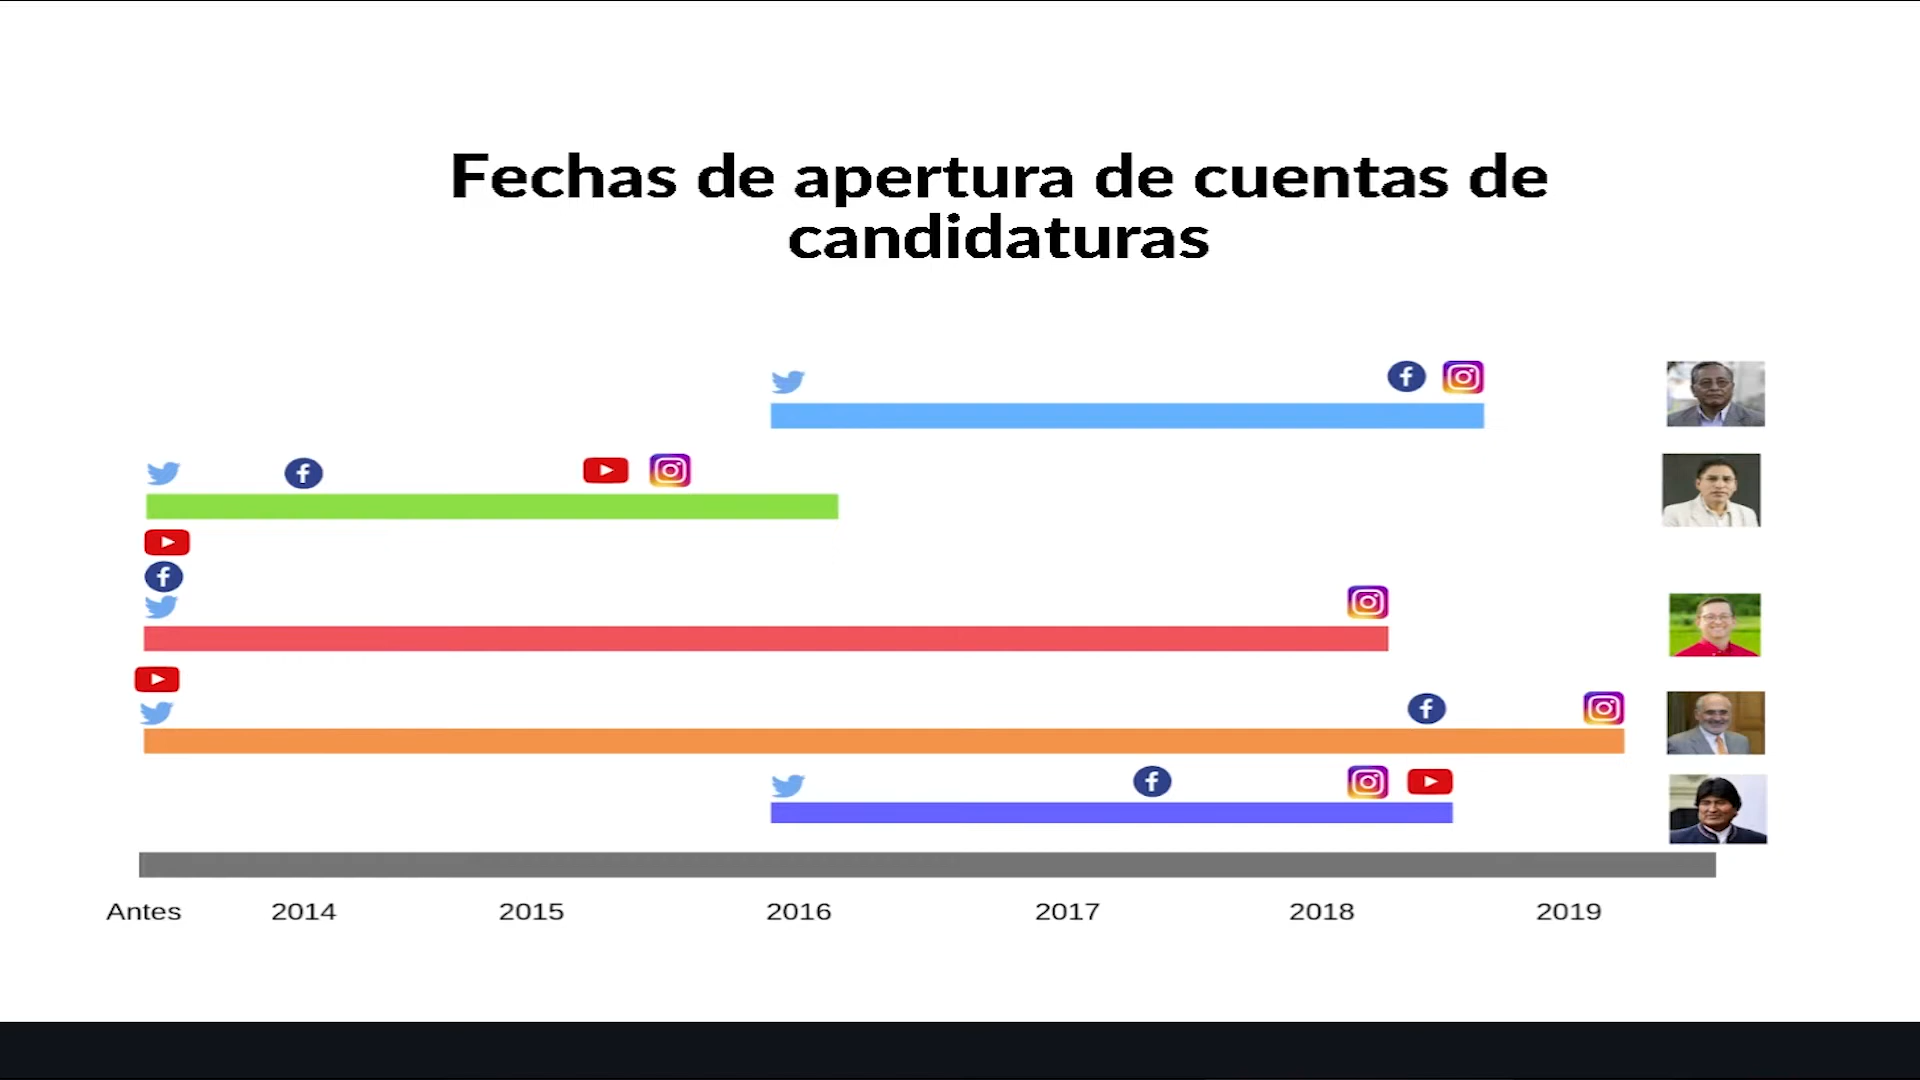 Fechas de apertura de cuentas de
candidaturas
Antes 2014 2015 2016 2017 2018 2019